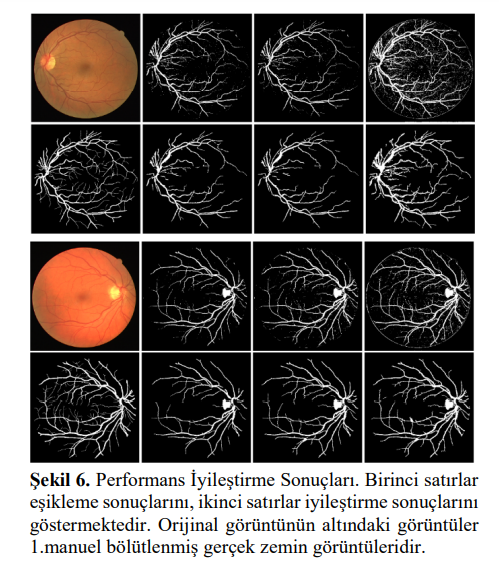 Şekil 6. Performans İyileştirme Sonuçları. Birinci satırlar
eşikleme sonuçlarını, ikinci satırlar iyileştirme sonuçlarını
göstermektedir. Orijinal görüntünün altındaki görüntüler
1.manuel bölütlenmiş gerçek zemin görüntüleridir.